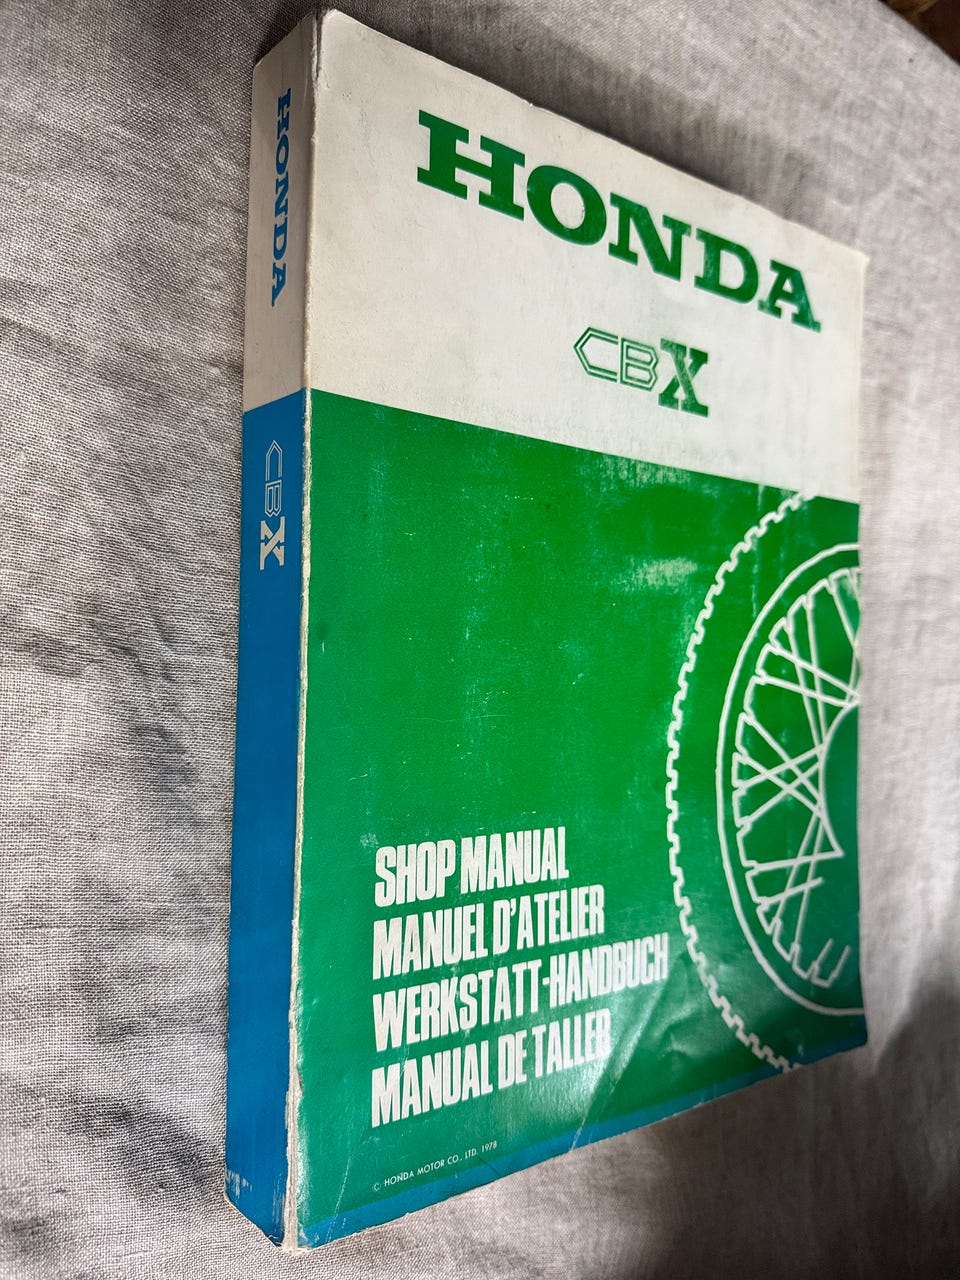 HONDA
CBX
HONDA
CBX
SHOP MANUAL
MANUEL D'ATELIER
WERKSTATT-HANDBUCH
MANUAL DE TALLER
© HONDA MOTOR CO., LTD. 1978